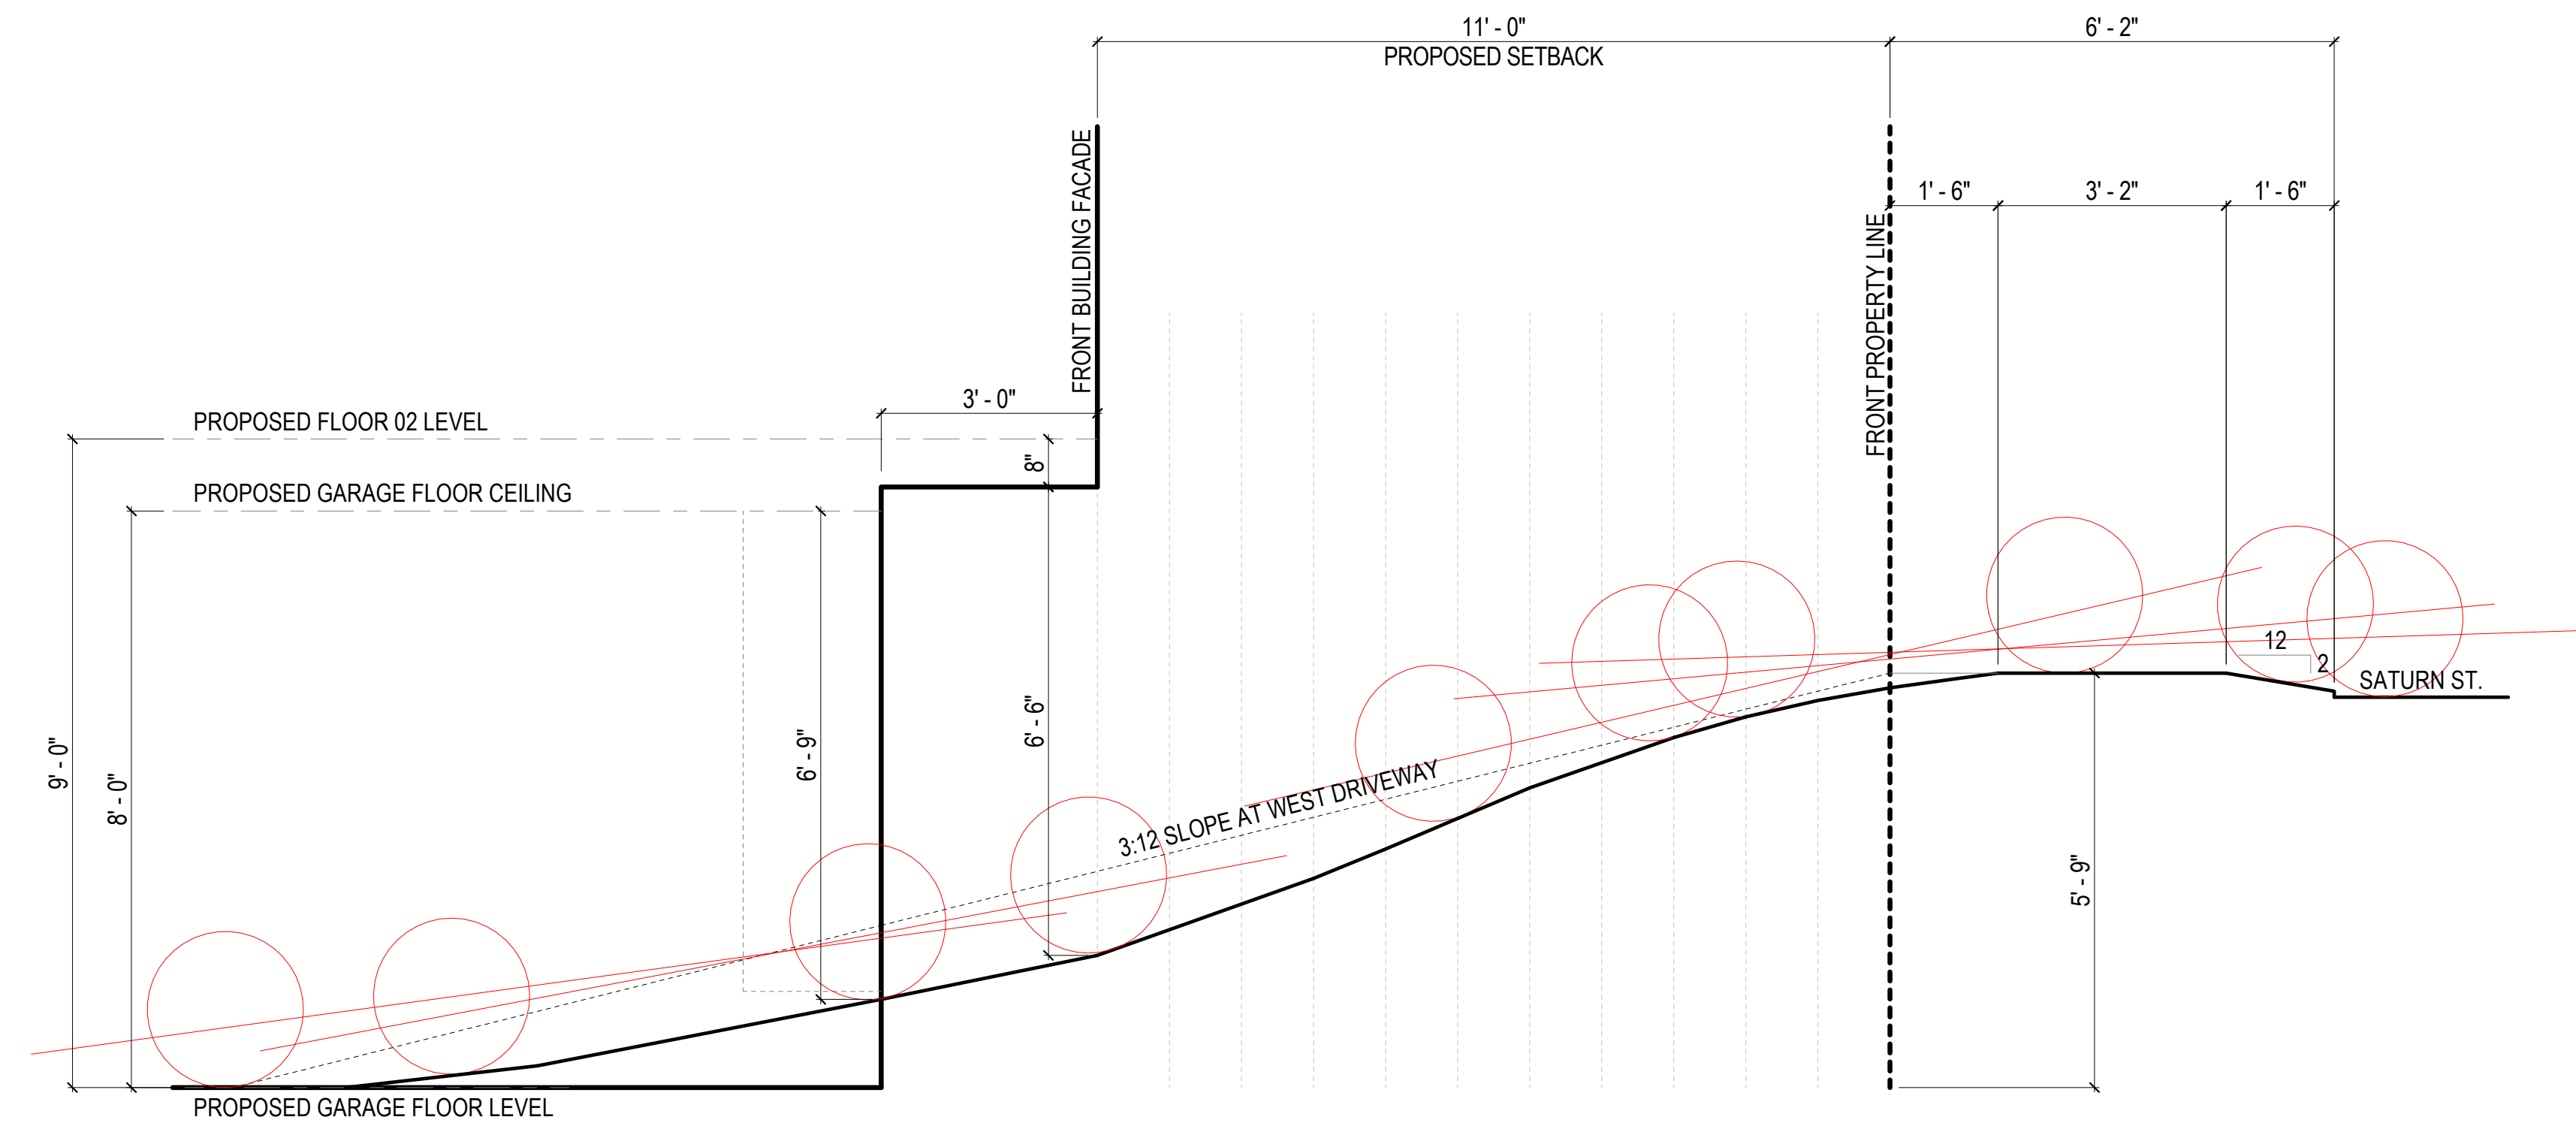 11' - 0"
6' - 2"
PROPOSED SETBACK
FRONT BUILDING FACADE
FRONT PROPERTY LINE
1' - 6"
3' - 2"
1' - 6"
3' - 0"
PROPOSED FLOOR 02 LEVEL
8"
PROPOSED GARAGE FLOOR CEILING
12
2
SATURN ST.
9' - 0"
8' - 0"
6' - 9"
6' - 6"
3:12 SLOPE AT WEST DRIVEWAY
5' - 9"
PROPOSED GARAGE FLOOR LEVEL